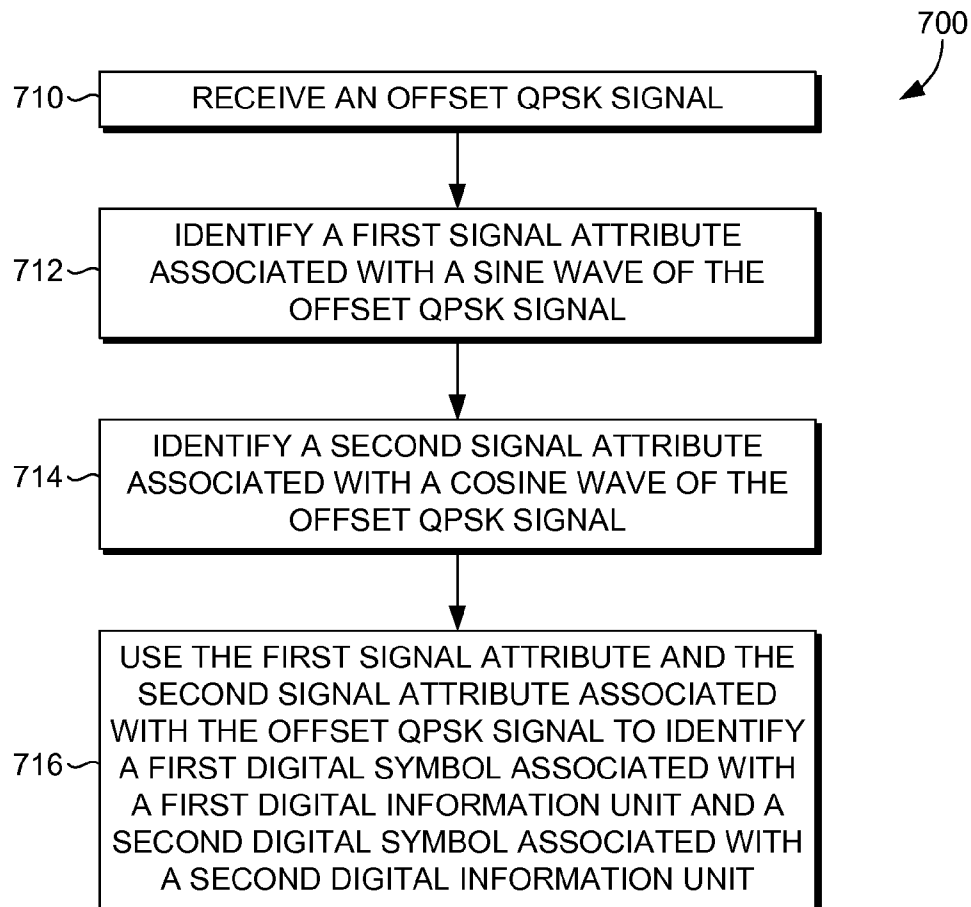 700
710
RECEIVE AN OFFSET QPSK SIGNAL
712
IDENTIFY A FIRST SIGNAL ATTRIBUTE
ASSOCIATED WITH A SINE WAVE OF THE
OFFSET QPSK SIGNAL
714
IDENTIFY A SECOND SIGNAL ATTRIBUTE
ASSOCIATED WITH A COSINE WAVE OF THE
OFFSET QPSK SIGNAL
716
USE THE FIRST SIGNAL ATTRIBUTE AND THE
SECOND SIGNAL ATTRIBUTE ASSOCIATED
WITH THE OFFSET QPSK SIGNAL TO IDENTIFY
A FIRST DIGITAL SYMBOL ASSOCIATED WITH
A FIRST DIGITAL INFORMATION UNIT AND A
SECOND DIGITAL SYMBOL ASSOCIATED WITH
A SECOND DIGITAL INFORMATION UNIT